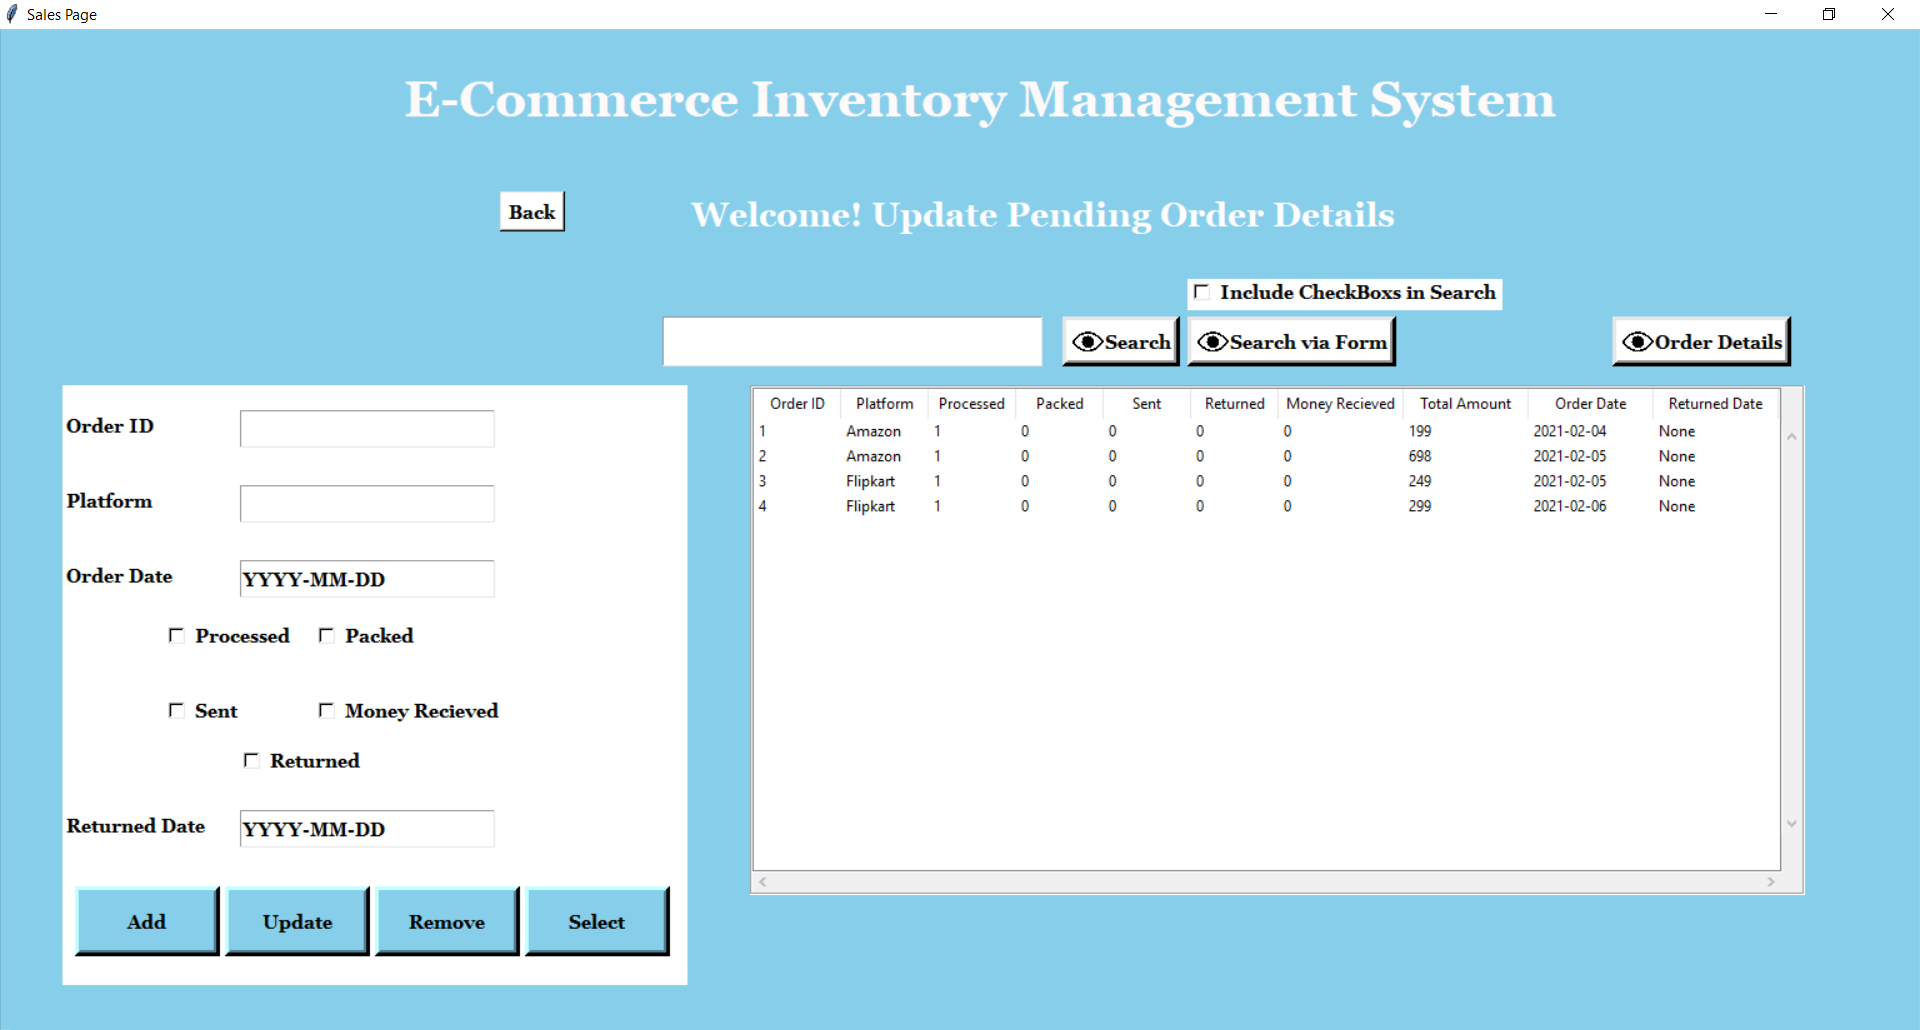 Sales Page
E-Commerce Inventory Management System
Back
Welcome! Update Pending Order Details
Include CheckBoxs in Search
Search
Search via Form
Order Details
Order ID
Platform
Order Date YYYY-MM-DD
Processed Packed
Sent Money Recieved
Returned
Returned Date YYYY-MM-DD
Add Update Remove Select
Order ID Platform Processed Packed Sent Returned Money Recieved Total Amount Order Date Returned Date
1 Amazon 1 0 0 0 0 199 2021-02-04 None
2 Amazon 1 0 0 0 0 698 2021-02-05 None
3 Flipkart 1 0 0 0 0 249 2021-02-05 None
4 Flipkart 1 0 0 0 0 299 2021-02-06 None